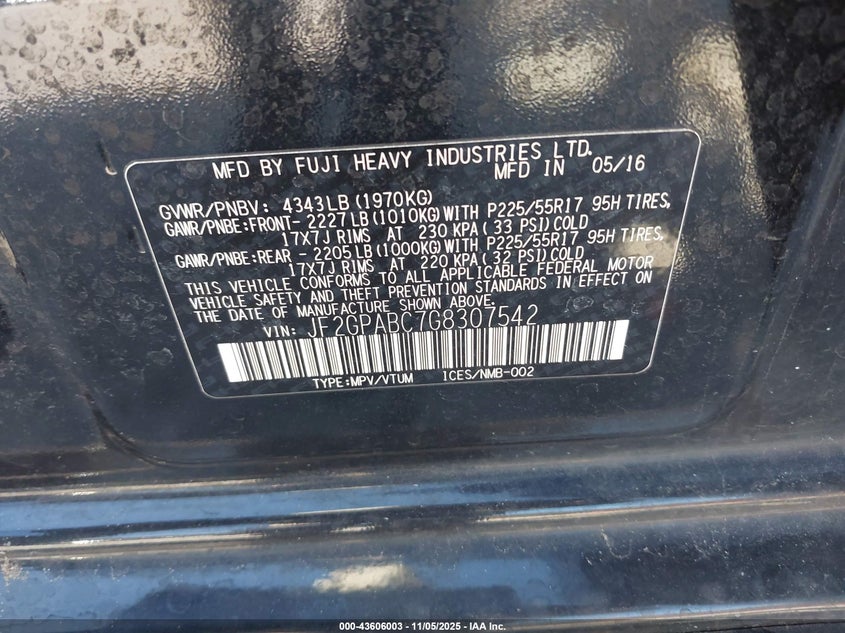 MFD BY FUJI HEAVY INDUSTRIES LTD.
MFD IN 05/16
GVWR/PNBV: 4343LB(1970KG)
GAWR/PNBE:FRONT- 2227LB(1010KG)WITH P225/55R17 95H TIRES,
17X7J RIMS AT 230 KPA(33 PSI)COLD
GAWR/PNBE:REAR - 2205LB(1000KG)WITH P225/55R17 95H TIRES,
17X7J RIMS AT 220 KPA(32 PSI)COLD
THIS VEHICLE CONFORMS TO ALL APPLICABLE FEDERAL MOTOR
VEHICLE SAFETY AND THEFT PREVENTION STANDARDS IN EFFECT ON
THE DATE OF MANUFACTURE SHOWN ABOVE.
VIN: JF2GPABC7G8307542
TYPE:MPV/VTUM ICES/NMB-002
000-43606003 - 11/05/2025 - IAA Inc.